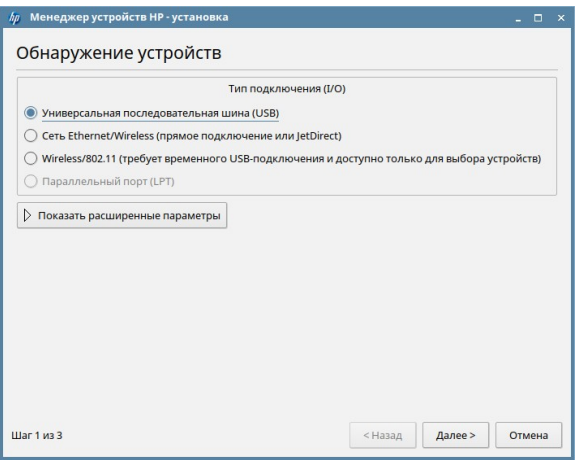 hp Менеджер устройств HP - установка
Обнаружение устройств
Тип подключения (I/O)
Универсальная последовательная шина (USB)
Сеть Ethernet/Wireless (прямое подключение или JetDirect)
Wireless/802.11 (требует временного USB-подключения и доступно только для выбора устройств)
Параллельный порт (LPT)
Показать расширенные параметры
Шаг 1 из 3 < Назад Далее > Отмена